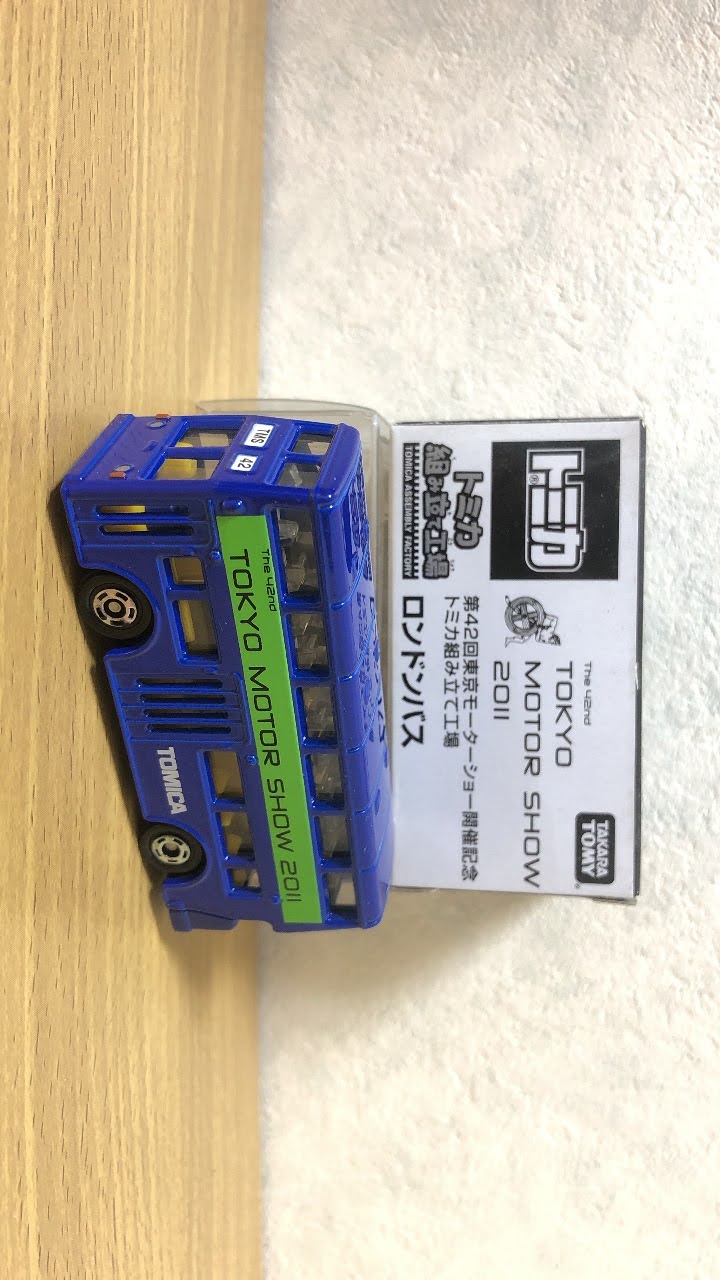 トミカ®
トミカ
組み立て工場
TOMICA ASSEMBLY FACTORY
The 42nd
TOKYO
MOTOR SHOW
2011
TAKARA
TOMY®
第42回東京モーターショー開催記念
トミカ組み立て工場
ロンドンバス
TMS
42
The 42nd
TOKYO MOTOR SHOW 2011
TOMICA